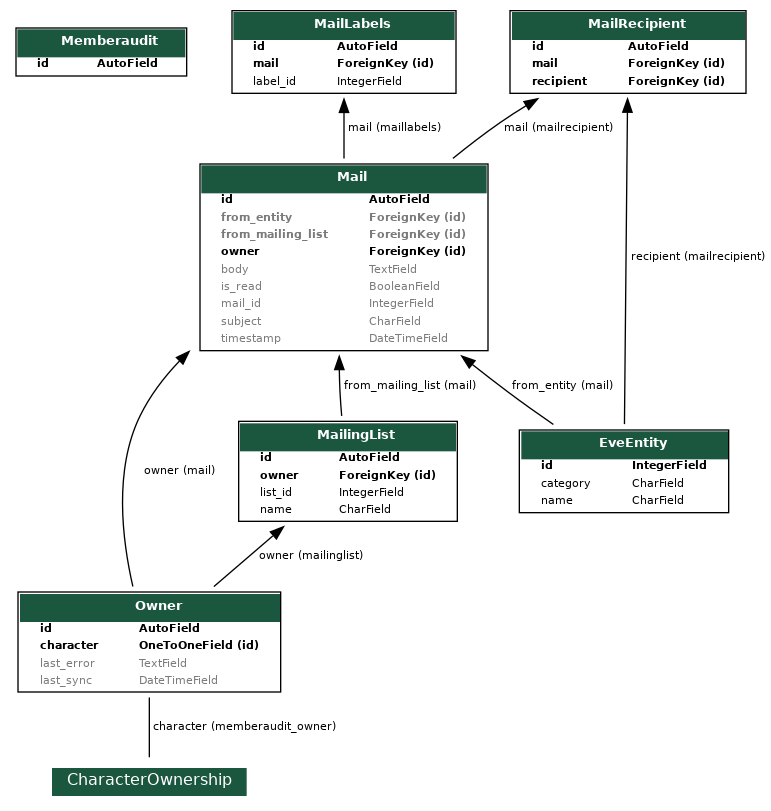 Memberaudit
id AutoField
MailLabels
id AutoField
mail ForeignKey (id)
label_id IntegerField
MailRecipient
id AutoField
mail ForeignKey (id)
recipient ForeignKey (id)
mail (maillabels)
mail (mailrecipient)
Mail
id AutoField
from_entity ForeignKey (id)
from_mailing_list ForeignKey (id)
owner ForeignKey (id)
body TextField
is_read BooleanField
mail_id IntegerField
subject CharField
timestamp DateTimeField
recipient (mailrecipient)
from_mailing_list (mail)
from_entity (mail)
owner (mail)
MailingList
id AutoField
owner ForeignKey (id)
list_id IntegerField
name CharField
EveEntity
id IntegerField
category CharField
name CharField
owner (mailinglist)
Owner
id AutoField
character OneToOneField (id)
last_error TextField
last_sync DateTimeField
character (memberaudit_owner)
CharacterOwnership